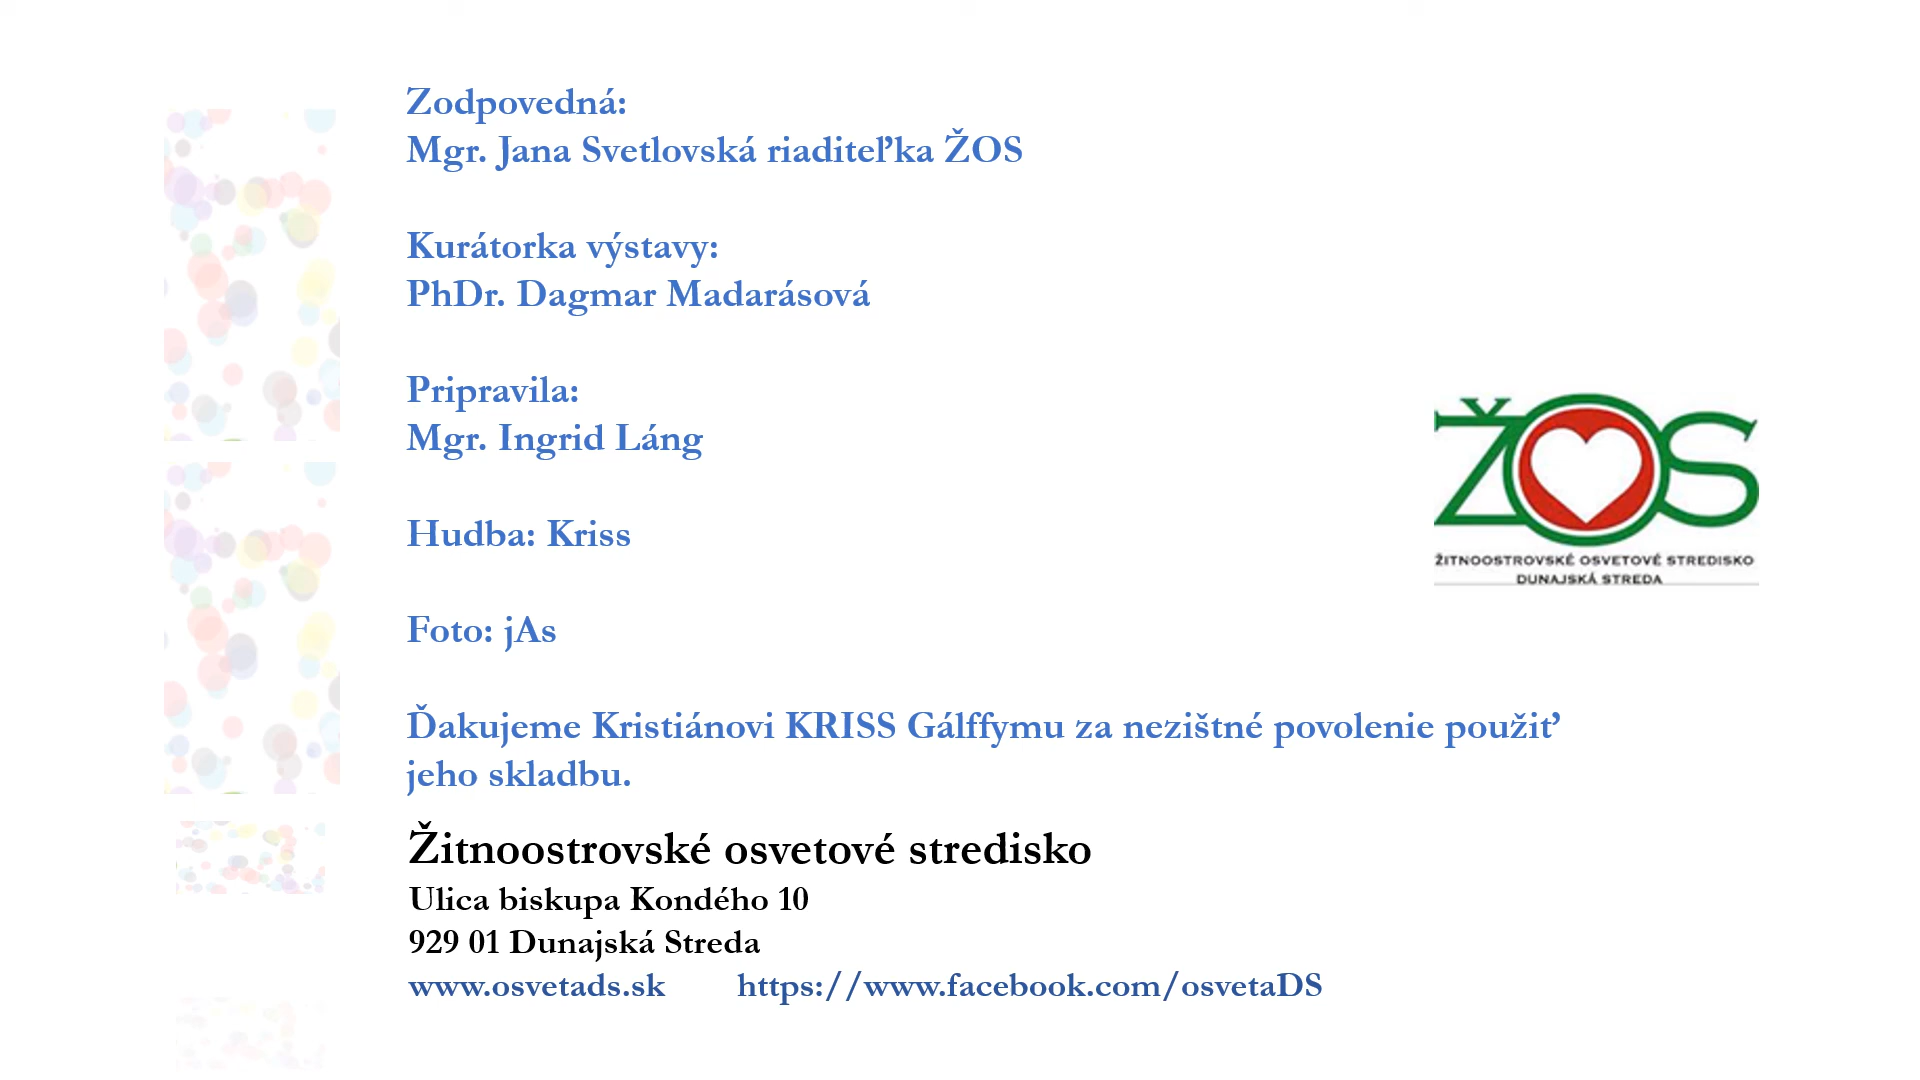 Zodpovedná:
Mgr. Jana Svetlovská riaditeľka ŽOS
Kurátorka výstavy:
PhDr. Dagmar Madarásová
Pripravila:
Mgr. Ingrid Láng
Hudba: Kriss
Foto: jAs
Ďakujeme Kristiánovi KRISS Gálffymu za nezištné povolenie použiť
jeho skladbu.
ŽOS
ŽITNOOSTROVSKÉ OSVETOVÉ STREDISKO
DUNAJSKÁ STREDA
Žitnoostrovské osvetové stredisko
Ulica biskupa Kondého 10
929 01 Dunajská Streda
www.osvetads.sk https://www.facebook.com/osvetaDS